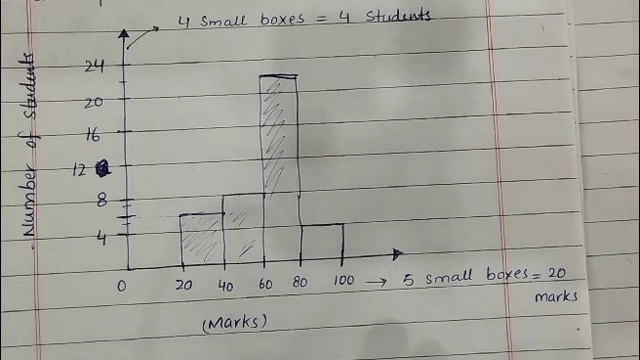 4 small boxes = 4 students
Number of students
24
20
16
12
8
4
0 20 40 60 80 100 → 5 small boxes = 20
marks
(Marks)